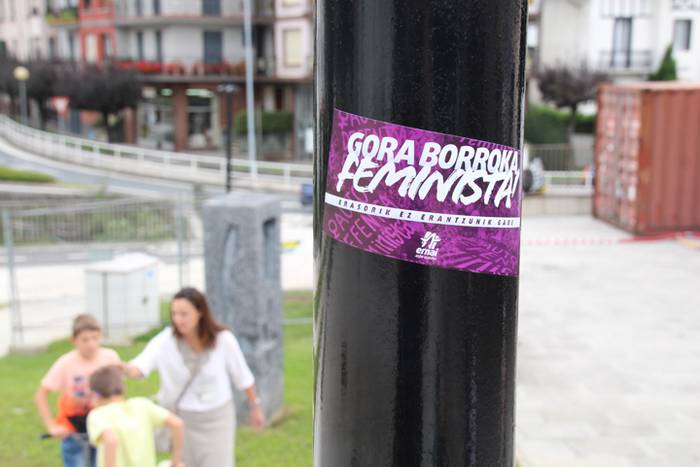 GORA BORROKA
FEMINISTA!
ERASORIK EZ ERANTZUNIK GABE
ernai